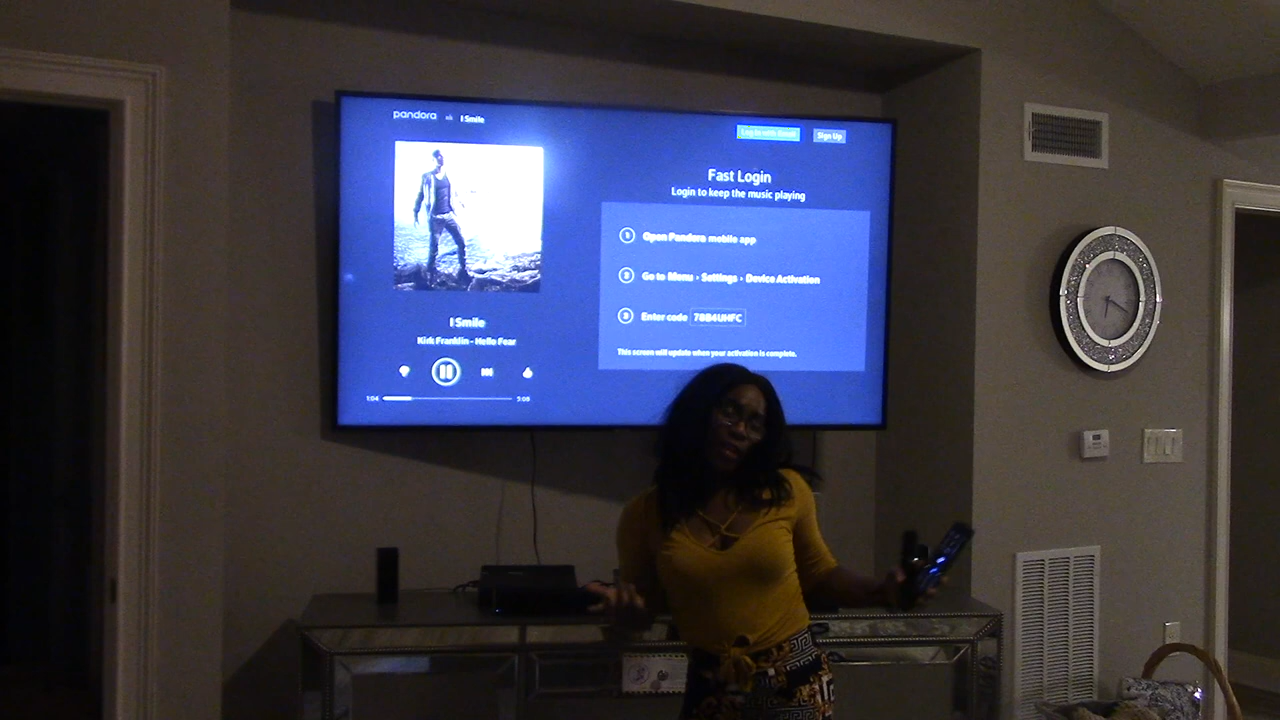 pandora I Smile
Log In with Email Sign Up
Fast Login
Login to keep the music playing
1 Open Pandora mobile app
2 Go to Menu › Settings › Device Activation
3 Enter code 7BB4UHFC
This screen will update when your activation is complete.
I Smile
Kirk Franklin - Hello Fear
1:04 5:08